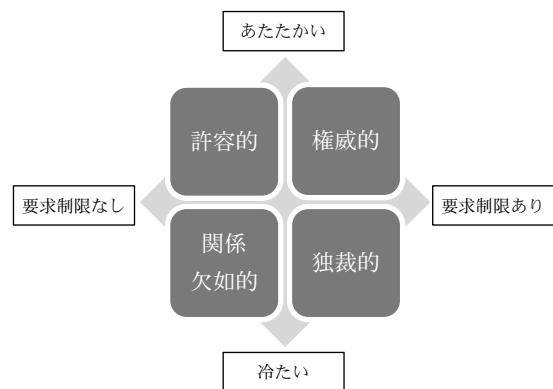 あたたかい
許容的
権威的
要求制限なし
要求制限あり
関係
欠如的
独裁的
冷たい